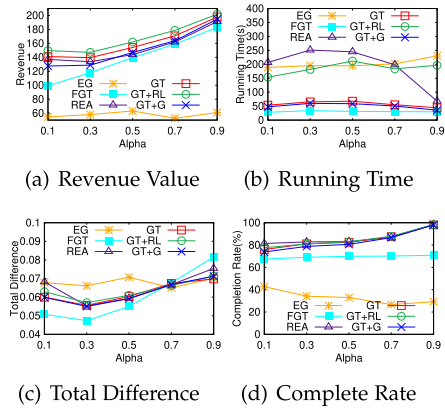 200
180
160
140
120
100
80
60
Revenue
EG GT
FGT GT+RL
REA GT+G
0.1 0.3 0.5 0.7 0.9
Alpha
(a) Revenue Value
400
350
300
250
200
150
100
50
0
Running Time(s)
EG GT
FGT GT+RL
REA GT+G
0.1 0.3 0.5 0.7 0.9
Alpha
(b) Running Time
0.1
0.09
0.08
0.07
0.06
0.05
0.04
Total Difference
EG GT
FGT GT+RL
REA GT+G
0.1 0.3 0.5 0.7 0.9
Alpha
(c) Total Difference
100
80
60
40
20
0
Completion Rate(%)
EG GT
FGT GT+RL
REA GT+G
0.1 0.3 0.5 0.7 0.9
Alpha
(d) Complete Rate